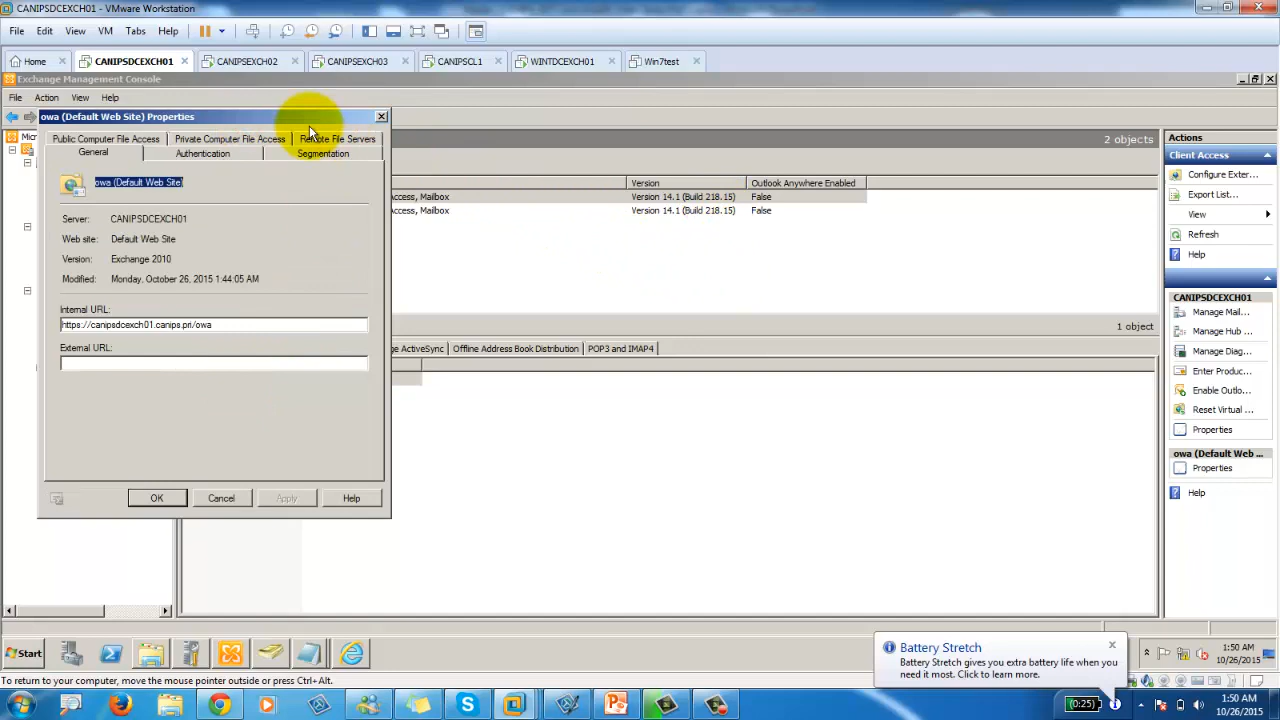 CANIPSDCEXCH01 - VMware Workstation
File Edit View VM Tabs Help
Home CANIPSDCEXCH01 CANIPSEXCH02 CANIPSEXCH03 CANIPSCL1 WINTDCEXCH01 Win7test
Exchange Management Console
File Action View Help
owa (Default Web Site) Properties
Public Computer File Access Private Computer File Access Remote File Servers
General Authentication Segmentation
owa (Default Web Site)
Server: CANIPSDCEXCH01
Web site: Default Web Site
Version: Exchange 2010
Modified: Monday, October 26, 2015 1:44:05 AM
Internal URL:
https://canipsdcexch01.canips.pri/owa
External URL:
OK Cancel Apply Help
Micr
2 objects
Version Outlook Anywhere Enabled
Access, Mailbox Version 14.1 (Build 218.15) False
Access, Mailbox Version 14.1 (Build 218.15) False
1 object
ge ActiveSync Offline Address Book Distribution POP3 and IMAP4
Actions
Client Access
Configure Exter...
Export List...
View
Refresh
Help
CANIPSDCEXCH01
Manage Mail...
Manage Hub ...
Manage Diag...
Enter Produc...
Enable Outlo...
Reset Virtual ...
Properties
owa (Default Web ...
Properties
Help
Battery Stretch
Battery Stretch gives you extra battery life when you
need it most. Click to learn more.
Start
1:50 AM
10/26/2015
To return to your computer, move the mouse pointer outside or press Ctrl+Alt.
(0:25)
1:50 AM
10/26/2015